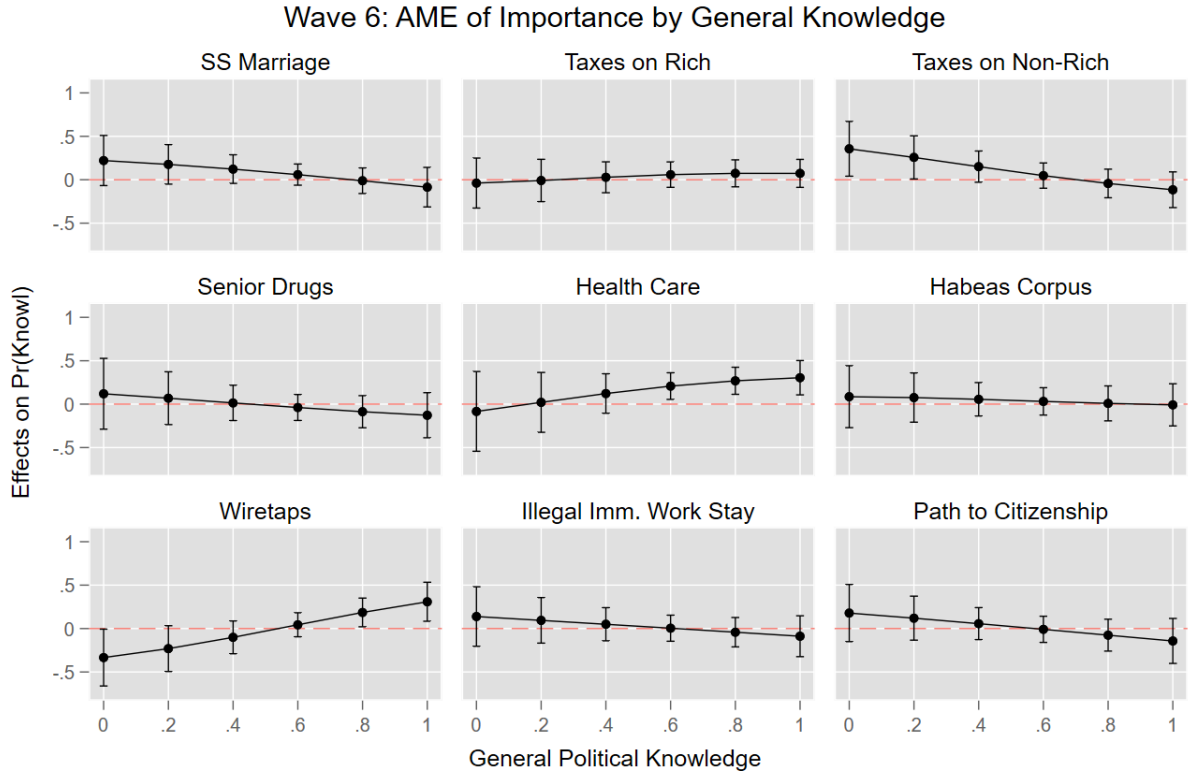 Wave 6: AME of Importance by General Knowledge
SS Marriage
Taxes on Rich
Taxes on Non-Rich
1
.5
0
-.5
Senior Drugs
Health Care
Habeas Corpus
1
.5
0
-.5
Effects on Pr(Knowl)
Wiretaps
Illegal Imm. Work Stay
Path to Citizenship
1
.5
0
-.5
0 .2 .4 .6 .8 1
0 .2 .4 .6 .8 1
0 .2 .4 .6 .8 1
General Political Knowledge